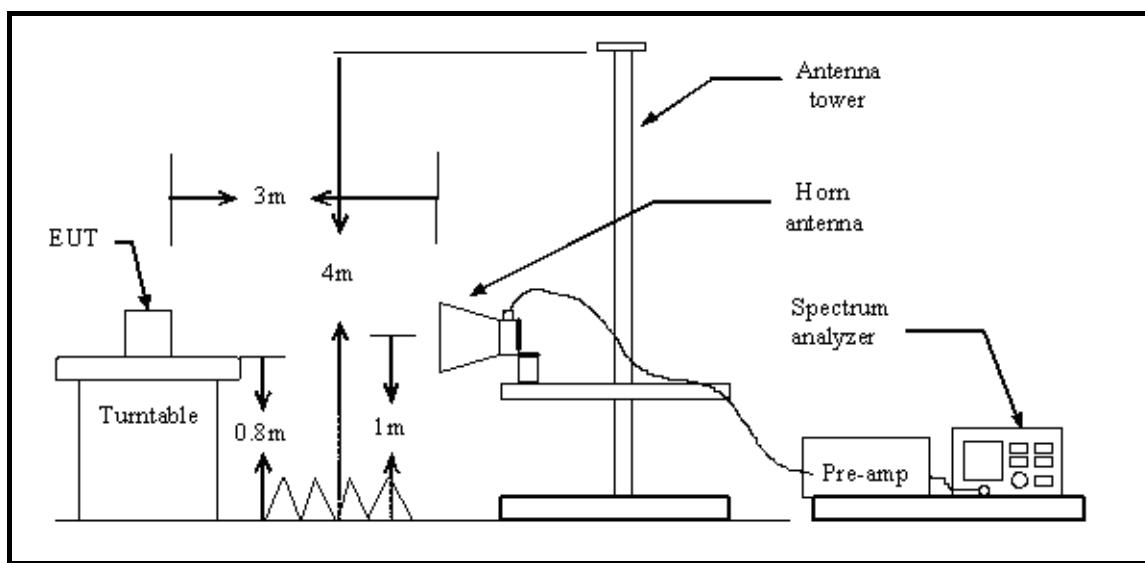 Antenna
tower
3m
Horn
antenna
EUT
4m
Spectrum
analyzer
Turntable
0.8m
1m
Pre-amp